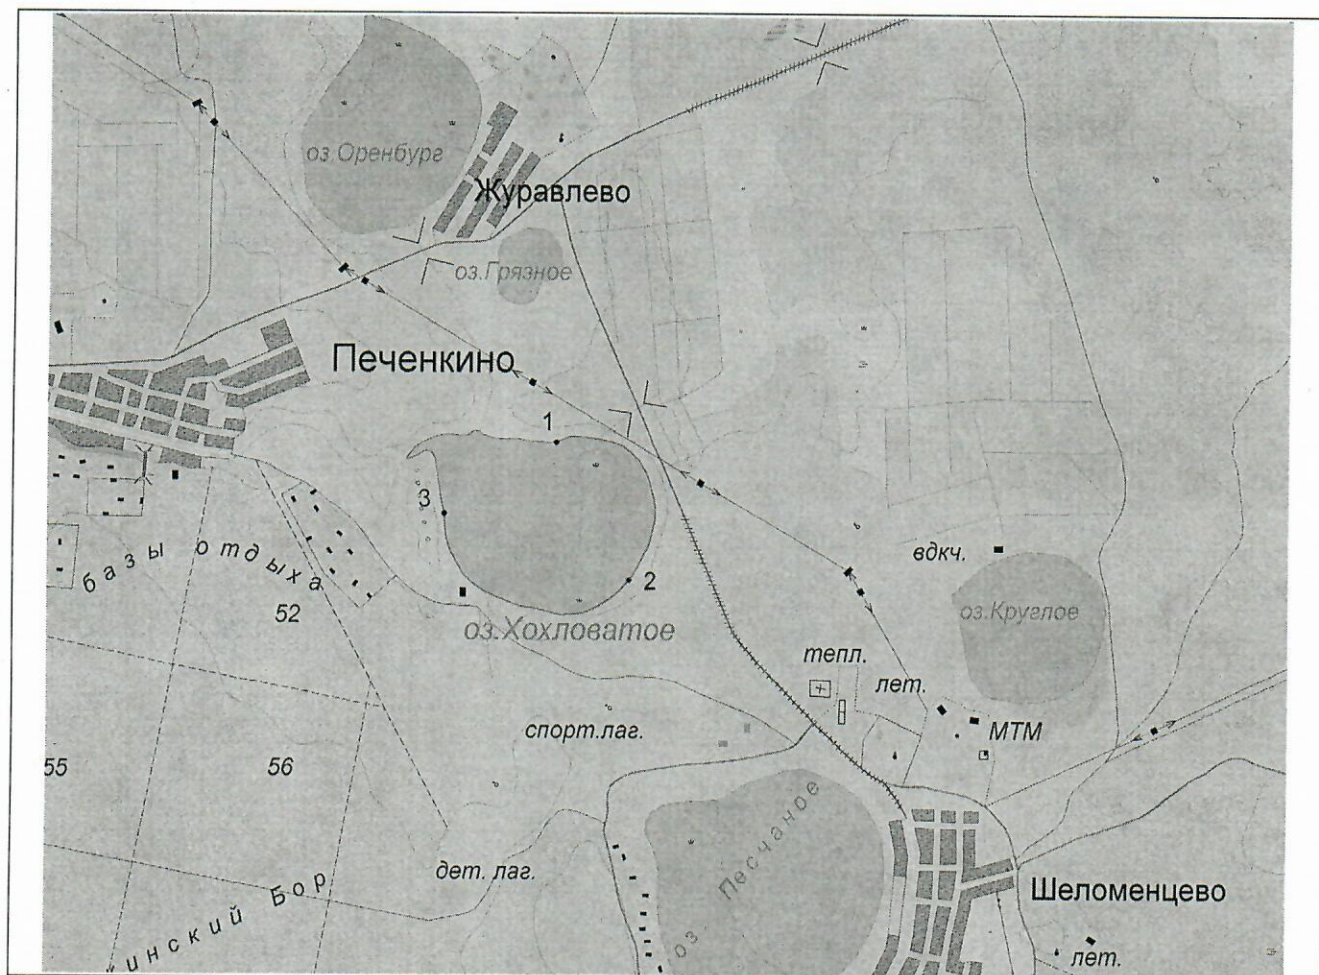 оз.Оренбург
Журавлево
оз.Грязное
Печенкино
1
3
вдкч.
базы отдыха
2
52
оз.Круглое
оз.Хохловатое
тепл.
лет.
спорт.лаг.
МТМ
55
56
оз. Песчаное
дет. лаг.
Шеломенцево
инский Бор
лет.